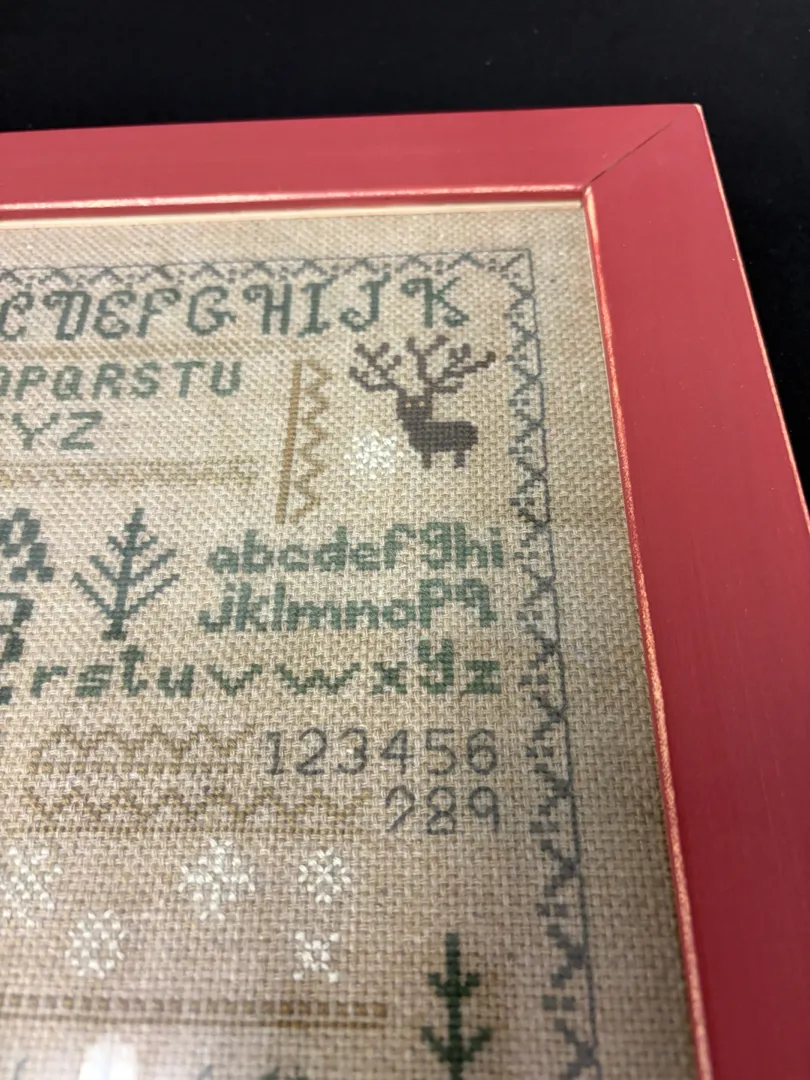 CDEFGHIJK
OPQRSTU
YZ
abcdefghi
jklmnopq
rstuvwxyz
123456
789